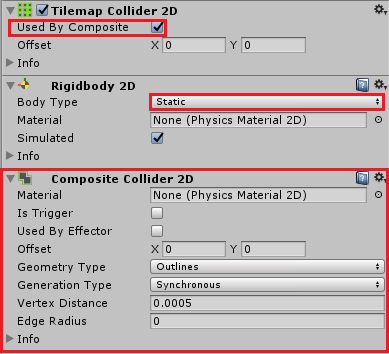 Tilemap Collider 2D
Used By Composite
Offset X 0 Y 0
Info
Rigidbody 2D
Body Type Static
Material None (Physics Material 2D)
Simulated
Info
Composite Collider 2D
Material None (Physics Material 2D)
Is Trigger
Used By Effector
Offset X 0 Y 0
Geometry Type Outlines
Generation Type Synchronous
Vertex Distance 0.0005
Edge Radius 0
Info